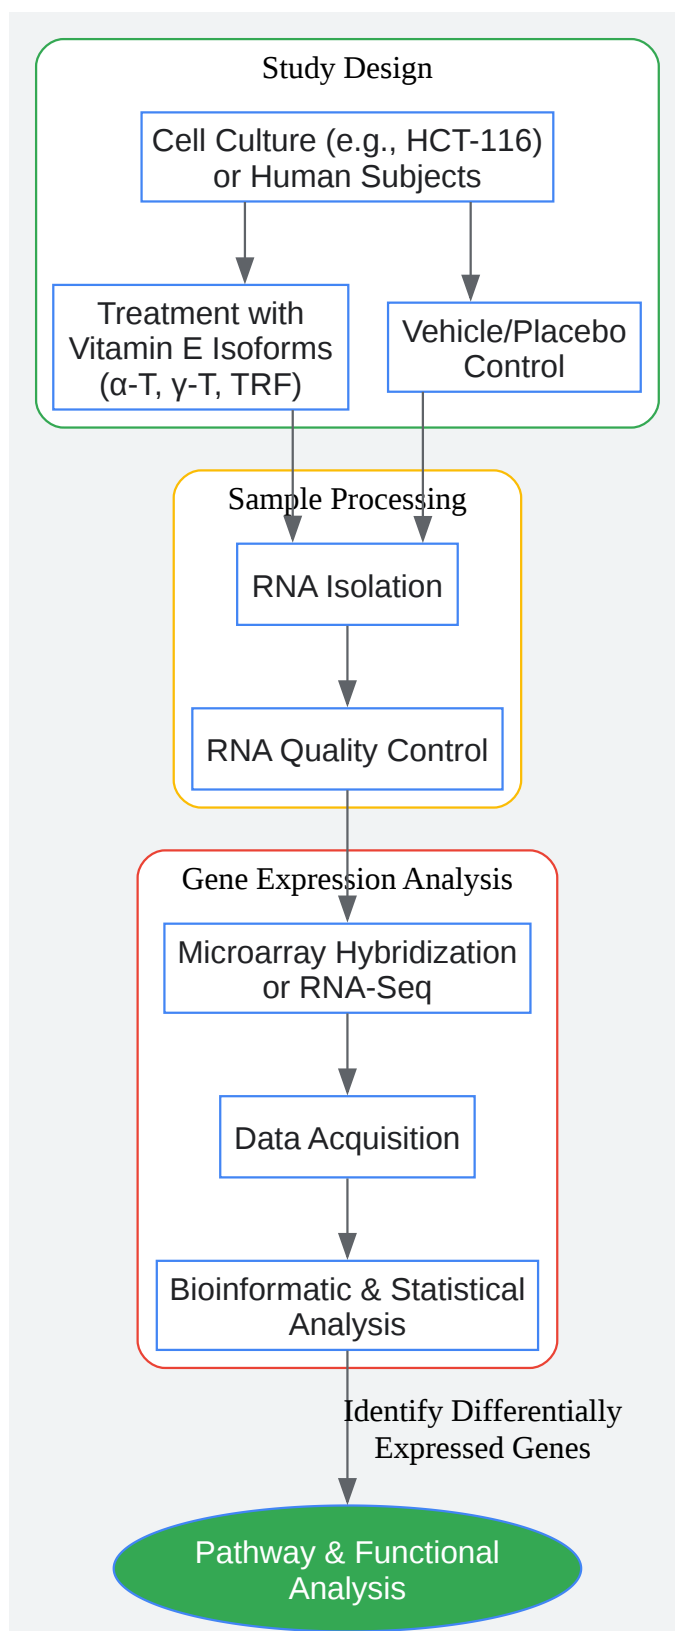 Study Design
Cell Culture (e.g., HCT-116)
or Human Subjects
Treatment with
Vitamin E Isoforms
(α-T, γ-T, TRF)
Vehicle/Placebo
Control
Sample Processing
RNA Isolation
RNA Quality Control
Gene Expression Analysis
Microarray Hybridization
or RNA-Seq
Data Acquisition
Bioinformatic & Statistical
Analysis
Identify Differentially
Expressed Genes
Pathway & Functional
Analysis